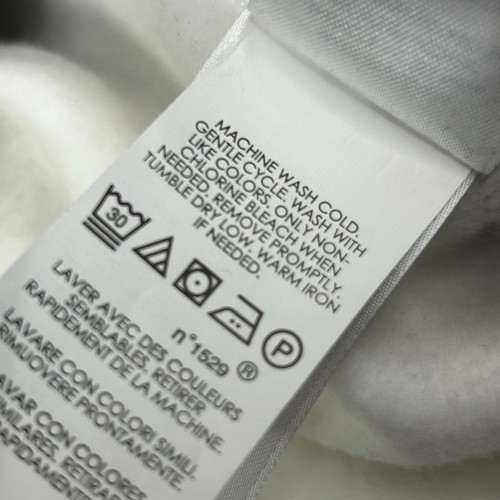 MACHINE WASH COLD.
GENTLE CYCLE. WASH WITH
LIKE COLORS. ONLY NON-
CHLORINE BLEACH WHEN
NEEDED. REMOVE PROMPTLY.
TUMBLE DRY LOW. WARM IRON
IF NEEDED.
30
P
n°1529 ®
LAVER AVEC DES COULEURS
SEMBLABLES. RETIRER
RAPIDEMENT DE LA MACHINE.
LAVARE CON COLORI SIMILI.
RIMUOVERE PRONTAMENTE.
LAVAR CON COLORES